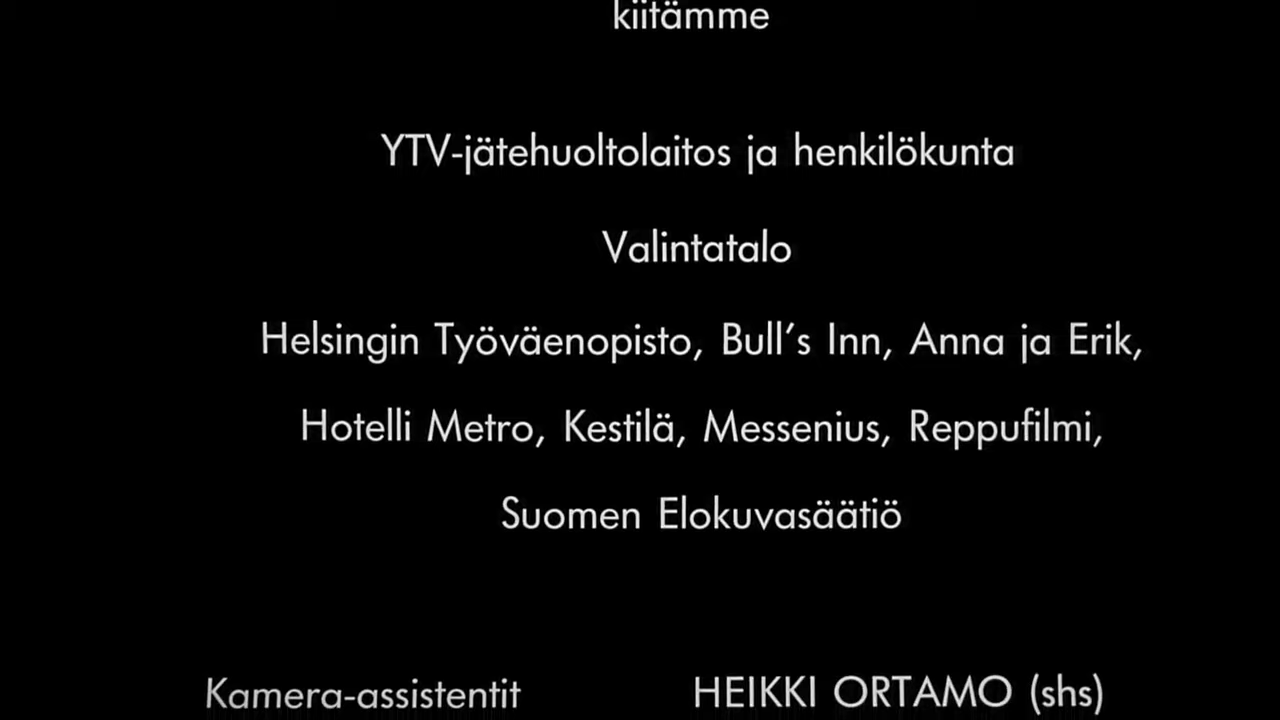 kiitämme
YTV-jätehuoltolaitos ja henkilökunta
Valintatalo
Helsingin Työväenopisto, Bull's Inn, Anna ja Erik,
Hotelli Metro, Kestilä, Messenius, Reppufilmi,
Suomen Elokuvasäätiö
Kamera-assistentit HEIKKI ORTAMO (shs)